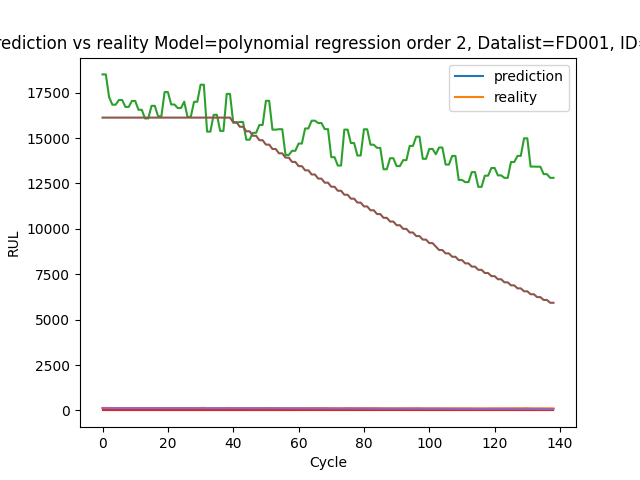 rediction vs reality Model=polynomial regression order 2, Datalist=FD001, ID=
prediction
reality
17500
15000
12500
10000
7500
5000
2500
0
RUL
0 20 40 60 80 100 120 140
Cycle